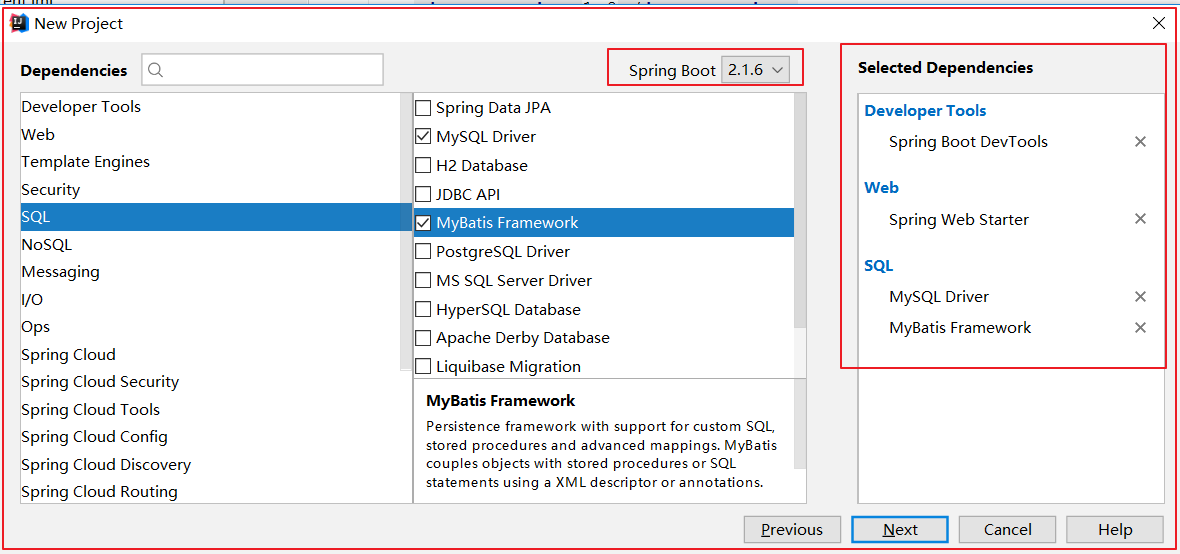 New Project
Dependencies
Spring Boot 2.1.6
Selected Dependencies
Developer Tools
Web
Template Engines
Security
SQL
NoSQL
Messaging
I/O
Ops
Spring Cloud
Spring Cloud Security
Spring Cloud Tools
Spring Cloud Config
Spring Cloud Discovery
Spring Cloud Routing
Spring Data JPA
MySQL Driver
H2 Database
JDBC API
MyBatis Framework
PostgreSQL Driver
MS SQL Server Driver
HyperSQL Database
Apache Derby Database
Liquibase Migration
MyBatis Framework
Persistence framework with support for custom SQL,
stored procedures and advanced mappings. MyBatis
couples objects with stored procedures or SQL
statements using a XML descriptor or annotations.
Developer Tools
Spring Boot DevTools
Web
Spring Web Starter
SQL
MySQL Driver
MyBatis Framework
Previous
Next
Cancel
Help